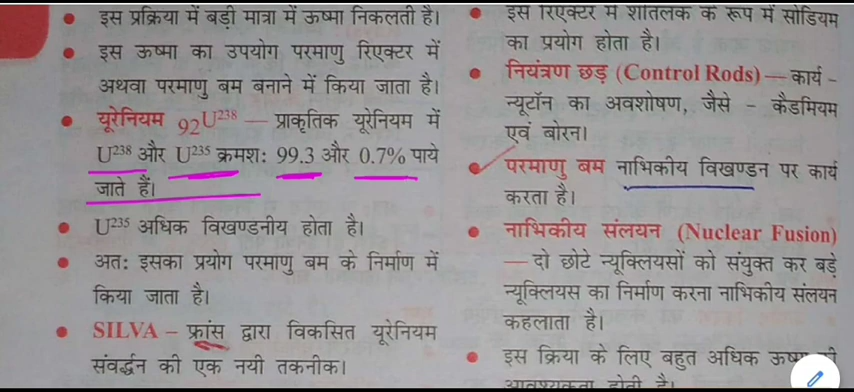 • इस प्रक्रिया में बड़ी मात्रा में ऊष्मा निकलती है।
• इस ऊष्मा का उपयोग परमाणु रिएक्टर में
अथवा परमाणु बम बनाने में किया जाता है।
• यूरेनियम 92U²³⁸ — प्राकृतिक यूरेनियम में
U²³⁸ और U²³⁵ क्रमश: 99.3 और 0.7% पाये
जाते हैं।
• U²³⁵ अधिक विखण्डनीय होता है।
• अत: इसका प्रयोग परमाणु बम के निर्माण में
किया जाता है।
• SILVA – फ्रांस द्वारा विकसित यूरेनियम
संवर्द्धन की एक नयी तकनीक।
• इस रिएक्टर में शीतलक के रूप में सोडियम
का प्रयोग होता है।
• नियंत्रण छड़ (Control Rods) — कार्य -
न्यूटॉन का अवशोषण, जैसे - कैडमियम
एवं बोरन।
• परमाणु बम नाभिकीय विखण्डन पर कार्य
करता है।
• नाभिकीय संलयन (Nuclear Fusion)
— दो छोटे न्यूक्लियसों को संयुक्त कर बड़े
न्यूक्लियस का निर्माण करना नाभिकीय संलयन
कहलाता है।
• इस क्रिया के लिए बहुत अधिक
आवश्यकता होती है।